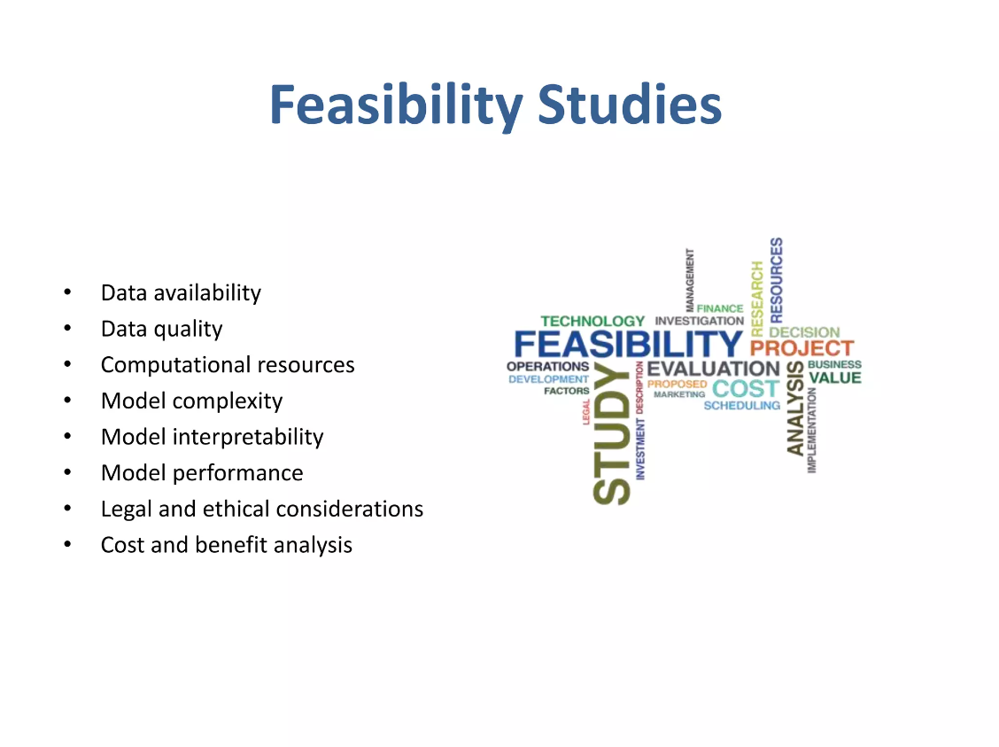 Feasibility Studies
• Data availability
• Data quality
• Computational resources
• Model complexity
• Model interpretability
• Model performance
• Legal and ethical considerations
• Cost and benefit analysis
MANAGEMENT
RESEARCH
RESOURCES
FINANCE
TECHNOLOGY
INVESTIGATION
DECISION
FEASIBILITY
PROJECT
OPERATIONS
EVALUATION
BUSINESS
DEVELOPMENT
PROPOSED
COST
VALUE
FACTORS
MARKETING
LEGAL
STUDY
DESCRIPTION
INVESTMENT
SCHEDULING
ANALYSIS
IMPLEMENTATION